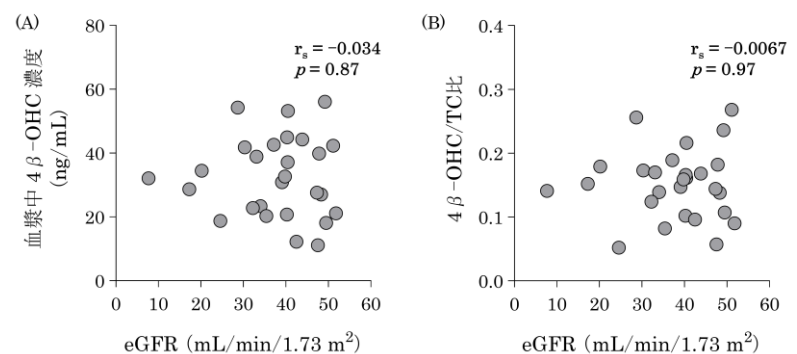 (A)
血漿中 4β-OHC 濃度
(ng/mL)
80
60
40
20
0
0 10 20 30 40 50 60
eGFR (mL/min/1.73 m²)
rₛ = −0.034
p = 0.87
(B)
4β-OHC/TC比
0.4
0.3
0.2
0.1
0.0
0 10 20 30 40 50 60
eGFR (mL/min/1.73 m²)
rₛ = −0.0067
p = 0.97